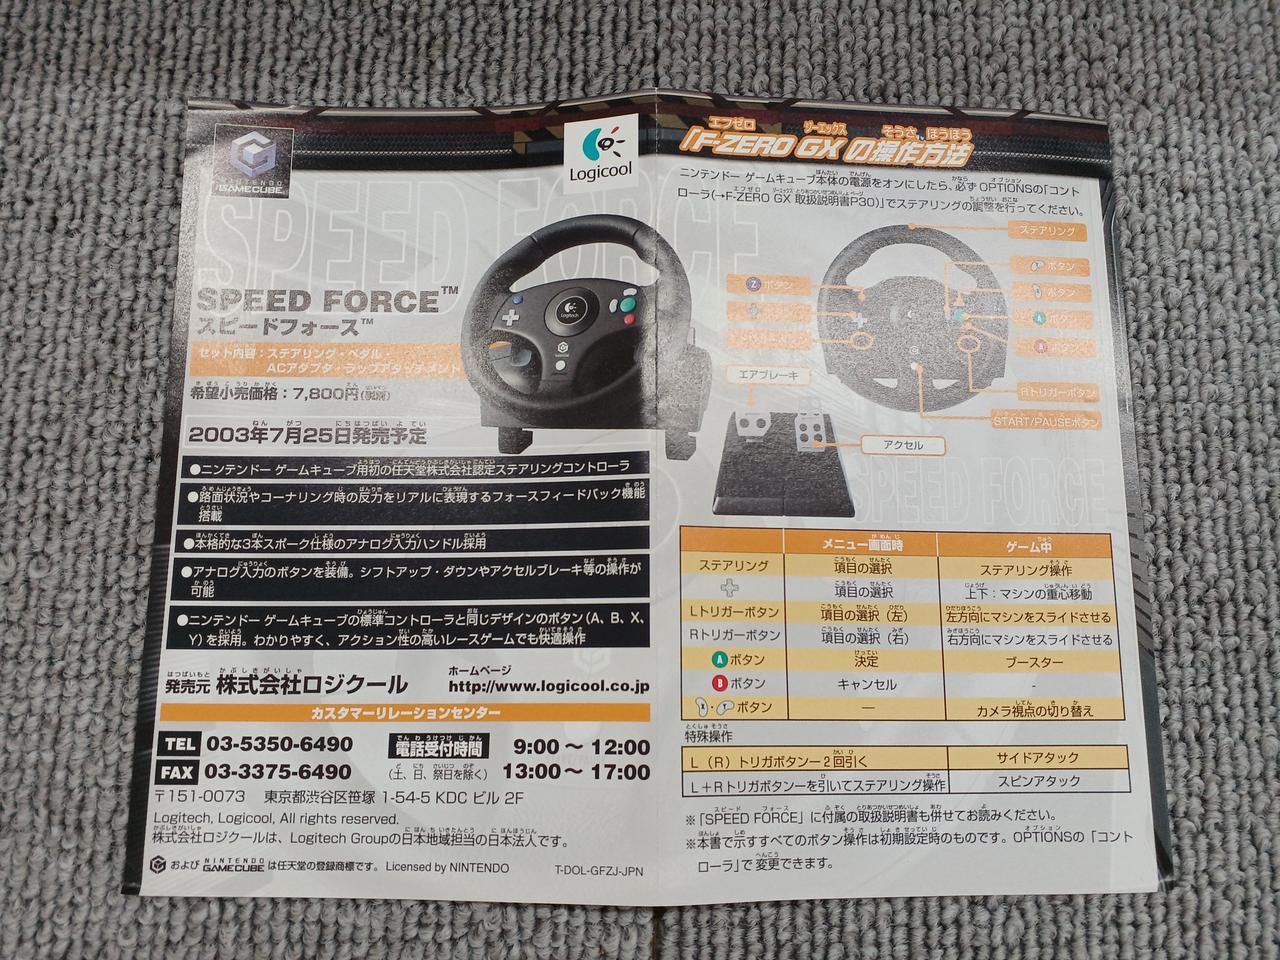 NINTENDO
GAMECUBE
Logicool
SPEED FORCE
SPEED FORCE™
スピードフォース™
セット内容：ステアリング・ペダル・
ACアダプタ・ラップアタッチメント
希望小売価格：7,800円(税別)
2003年7月25日発売予定
Logitech
●ニンテンドー ゲームキューブ用初の任天堂株式会社認定ステアリングコントローラ
●路面状況やコーナリング時の反力をリアルに表現するフォースフィードバック機能
搭載
●本格的な3本スポーク仕様のアナログ入力ハンドル採用
●アナログ入力のボタンを装備。シフトアップ・ダウンやアクセルブレーキ等の操作が
可能
●ニンテンドー ゲームキューブの標準コントローラと同じデザインのボタン（A、B、X、
Y）を採用。わかりやすく、アクション性の高いレースゲームでも快適操作
発売元 株式会社ロジクール
ホームページ
http://www.logicool.co.jp
カスタマーリレーションセンター
TEL 03-5350-6490 電話受付時間 9:00～12:00
FAX 03-3375-6490 （土、日、祭日を除く） 13:00～17:00
〒151-0073 東京都渋谷区笹塚 1-54-5 KDC ビル 2F
Logitech, Logicool, All rights reserved.
株式会社ロジクールは、Logitech Groupの日本地域担当の日本法人です。
および NINTENDO GAMECUBE は任天堂の登録商標です。 Licensed by NINTENDO
T-DOL-GFZJ-JPN
「F-ZERO GXの操作方法
ニンテンドー ゲームキューブ本体の電源をオンにしたら、必ず OPTIONSの「コント
ローラ(→F-ZERO GX 取扱説明書P30)」でステアリングの調整を行ってください。
ステアリング
Yボタン
Xボタン
Aボタン
Bボタン
Rトリガーボタン
START/PAUSEボタン
Zボタン
ボタン
Lトリガーボタン
エアブレーキ
アクセル
SPEED FORCE
メニュー画面時 ゲーム中
ステアリング 項目の選択 ステアリング操作
項目の選択 上下：マシンの重心移動
Lトリガーボタン 項目の選択（左） 左方向にマシンをスライドさせる
Rトリガーボタン 項目の選択（右） 右方向にマシンをスライドさせる
Aボタン 決定 ブースター
Bボタン キャンセル -
X・Yボタン — カメラ視点の切り替え
特殊操作
L（R）トリガボタンー2回引く サイドアタック
L＋Rトリガボタンーを引いてステアリング操作 スピンアタック
※「SPEED FORCE」に付属の取扱説明書も併せてお読みください。
※本書で示すすべてのボタン操作は初期設定時のものです。OPTIONSの「コント
ローラ」で変更できます。